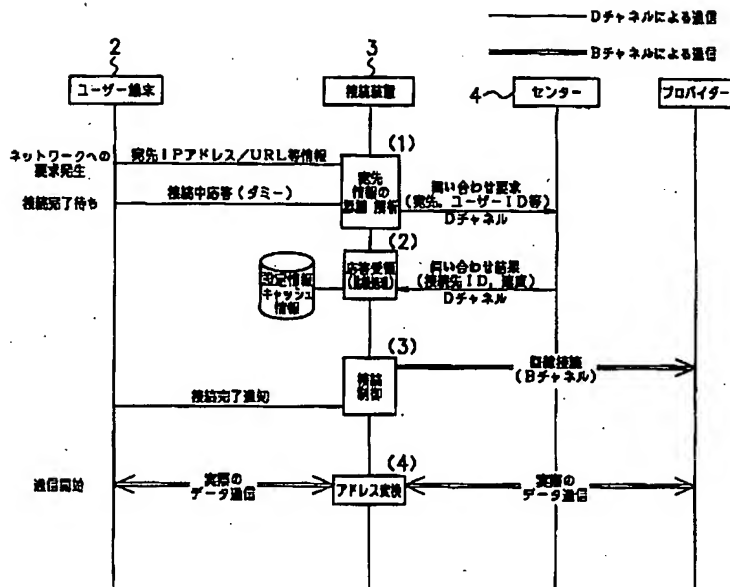 Dチャネルによる通信
Bチャネルによる通信
2
3
4
ユーザー端末
接続装置
センター
プロバイダー
(1)
ネットワークへの
要求発生
宛先IPアドレス/URL等情報
宛先
情報の
認識 解析
接続完了待ち
接続中応答(ダミー)
問い合わせ要求
(宛先,ユーザーID等)
Dチャネル
(2)
設定情報
キャッシュ
情報
応答受領
問い合わせ結果
(接続先ID,速度)
Dチャネル
(3)
接続
制御
回線接続
(Bチャネル)
接続完了通知
(4)
通信開始
実際の
データ通信
アドレス変換
実際の
データ通信